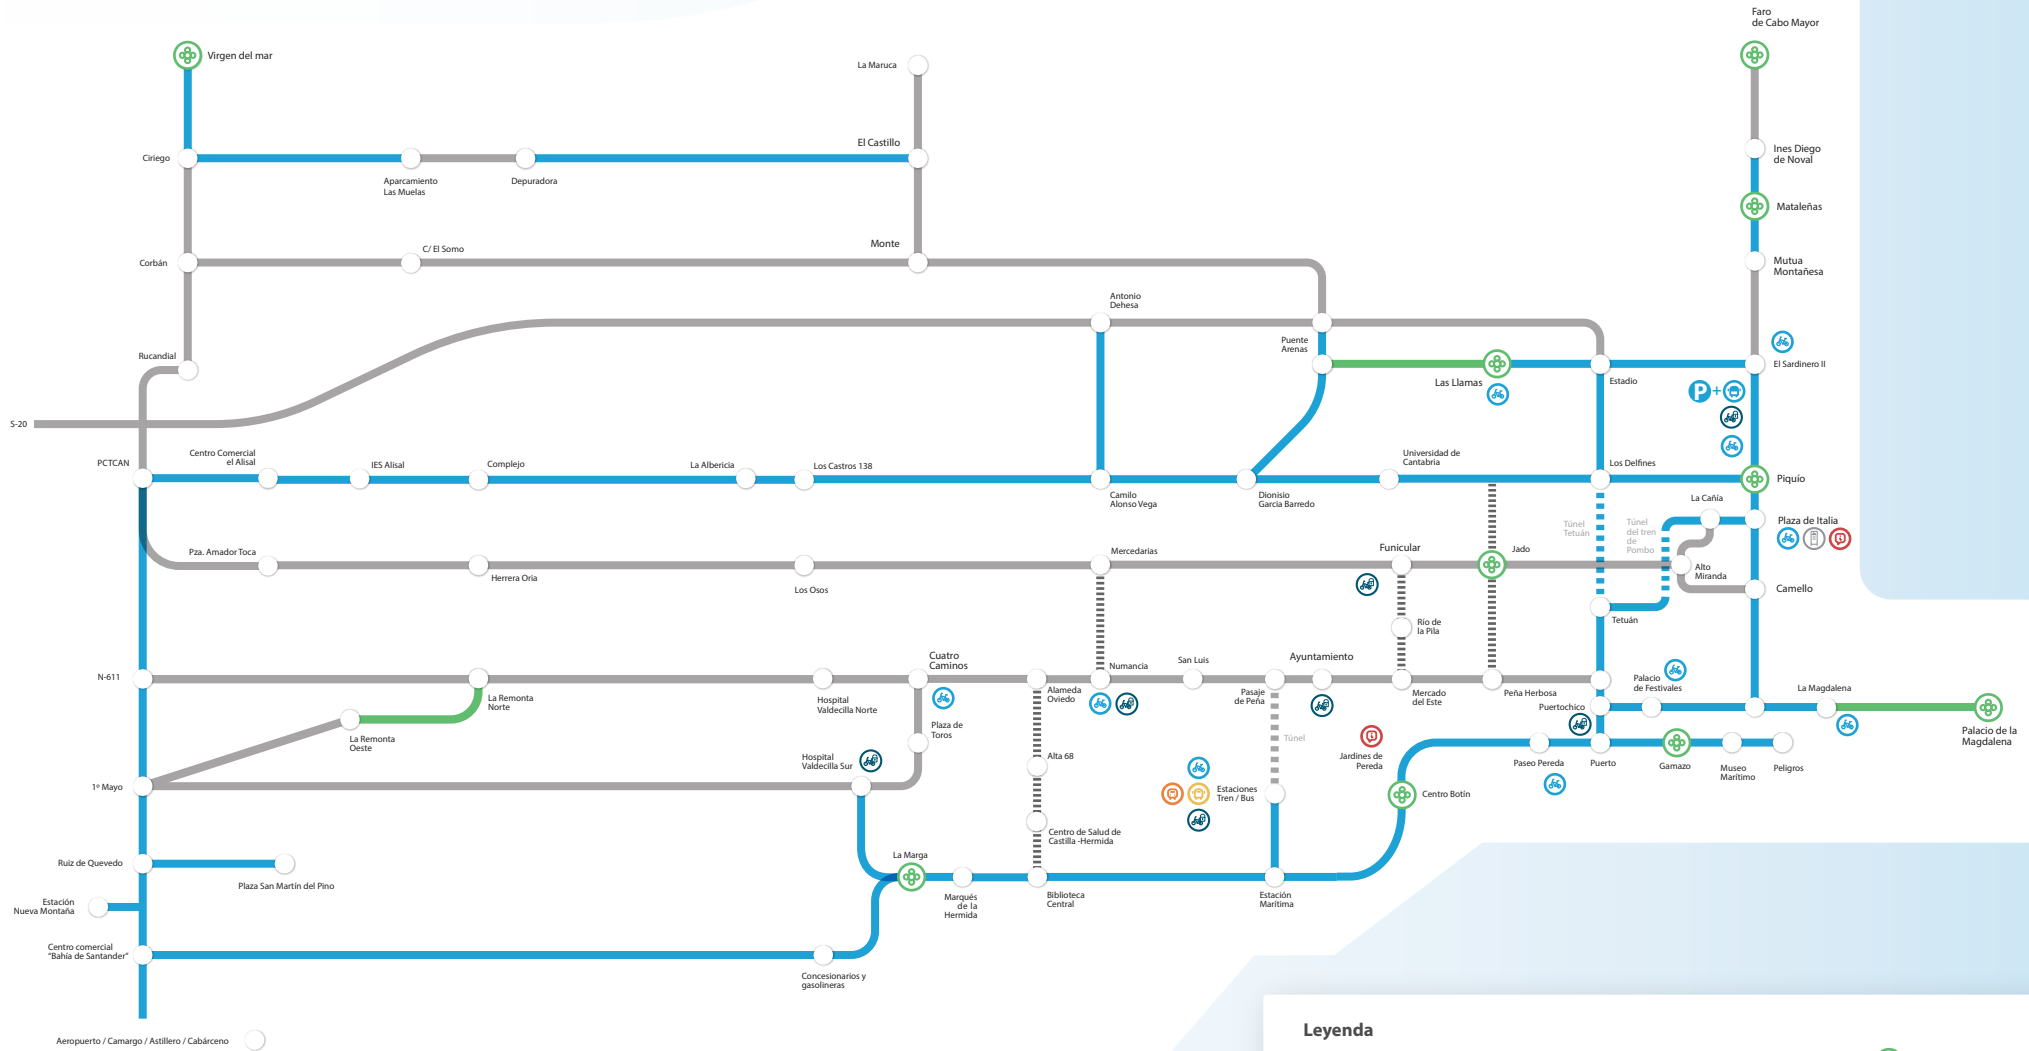 Faro
de Cabo Mayor
Virgen del mar
La Maruca
El Castillo
Ciriego
Ines Diego
de Noval
Aparcamiento
Las Muelas
Depuradora
Mataleñas
Monte
C/ El Somo
Corbán
Mutua
Montañesa
Antonio
Dehesa
Puente
Arenas
Rucandial
Las Llamas
Estadio
El Sardinero II
P
+
S-20
PCTCAN
Centro Comercial
el Alisal
IES Alisal
Complejo
La Albericia
Los Castros 138
Universidad de
Cantabria
Los Delfines
Piquío
Camilo
Alonso Vega
Dionisio
Garcia Barredo
La Cañía
Túnel
Tetuán
Túnel
del tren
de
Pombo
Plaza de Italia
Pza. Amador Toca
Herrera Oria
Los Osos
Mercedarias
Funicular
Jado
Alto
Miranda
Camello
Río de
la Pila
Tetuán
N-611
La Remonta
Norte
La Remonta
Oeste
Hospital
Valdecilla Norte
Cuatro
Caminos
Alameda
Oviedo
Numancia
San Luis
Pasaje
de Peña
Ayuntamiento
Mercado
del Este
Peña Herbosa
Palacio
de Festivales
La Magdalena
Puertochico
Palacio de la
Magdalena
Plaza de
Toros
Túnel
Jardines de
Pereda
Hospital
Valdecilla Sur
Alta 68
Paseo Pereda
Puerto
Gamazo
Museo
Marítimo
Peligros
1º Mayo
Estaciones
Tren / Bus
Centro Botín
Centro de Salud de
Castilla -Hermida
Ruiz de Quevedo
Plaza San Martín del Pino
La Marga
Marqués
de la
Hermida
Biblioteca
Central
Estación
Marítima
Estación
Nueva Montaña
Centro comercial
"Bahía de Santander"
Concesionarios y
gasolineras
Aeropuerto / Camargo / Astillero / Cabárceno
Leyenda